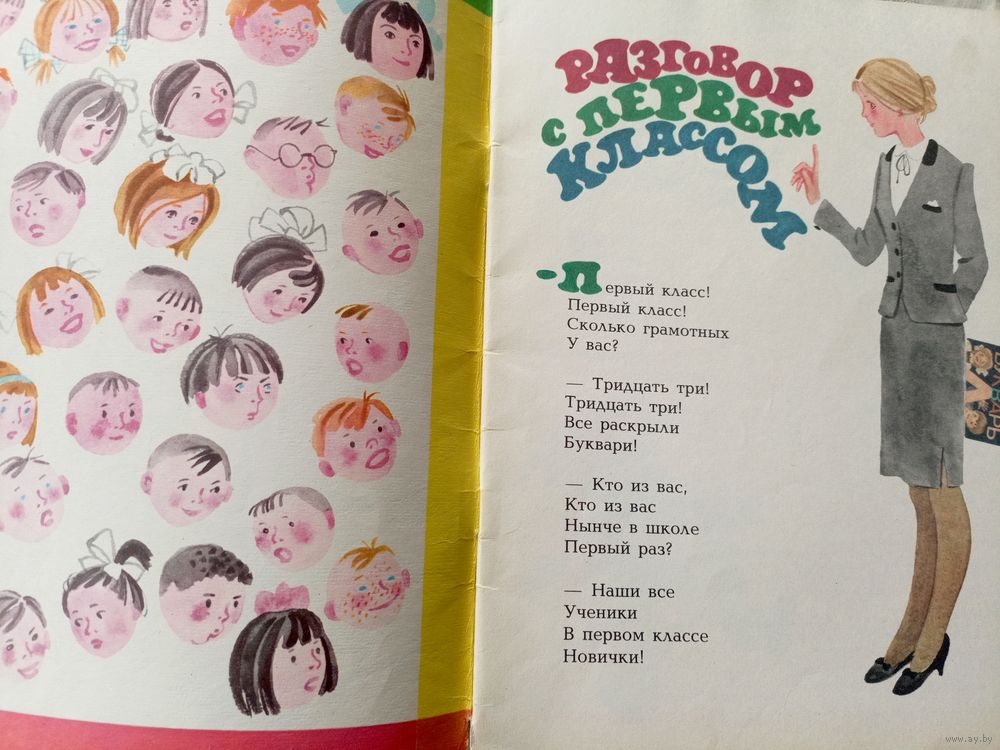 РАЗГОВОР
С ПЕРВЫМ
КЛАССОМ
-Первый класс!
Первый класс!
Сколько грамотных
У вас?
— Тридцать три!
Тридцать три!
Все раскрыли
Буквари!
— Кто из вас,
Кто из вас
Нынче в школе
Первый раз?
— Наши все
Ученики
В первом классе
Новички!
www.ay.by